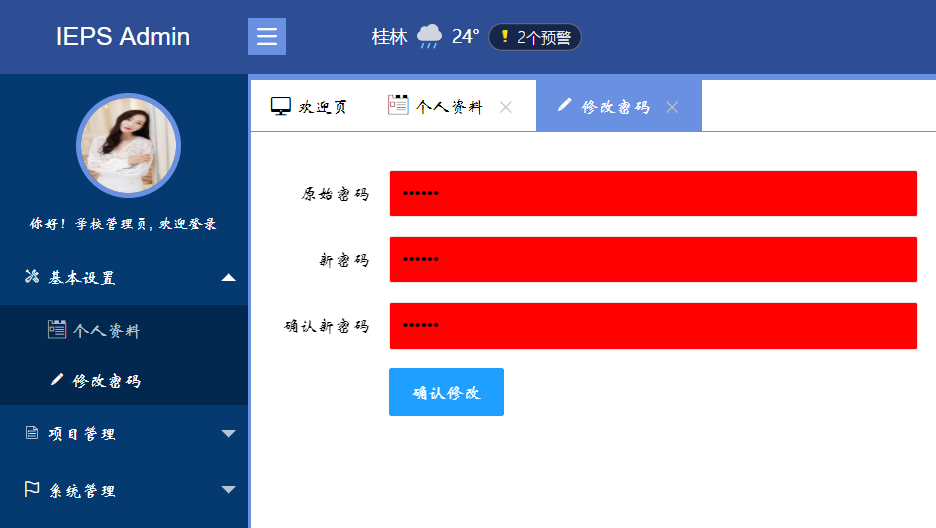 IEPS Admin
桂林 24° 2个预警
欢迎页 个人资料 修改密码
你好！学校管理员, 欢迎登录
基本设置
个人资料
修改密码
项目管理
系统管理
原始密码 ••••••
新密码 ••••••
确认新密码 ••••••
确认修改